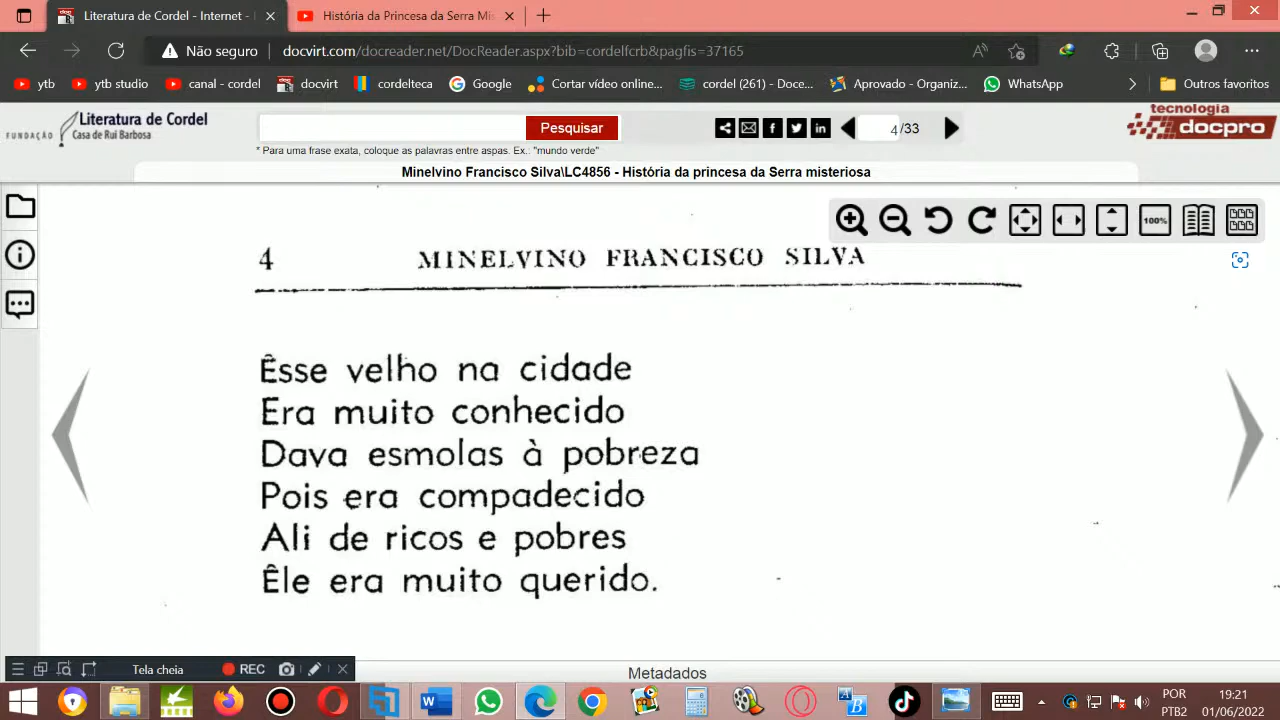 Literatura de Cordel - Internet -
História da Princesa da Serra Mis
Não seguro
docvirt.com/docreader.net/DocReader.aspx?bib=cordelfcrb&pagfis=37165
ytb
ytb studio
canal - cordel
docvirt
cordelteca
Google
Cortar vídeo online...
cordel (261) - Doce...
Aprovado - Organiz...
WhatsApp
Outros favoritos
FUNDAÇÃO
Literatura de Cordel
Casa de Rui Barbosa
Pesquisar
4 /33
tecnologia
docpro
* Para uma frase exata, coloque as palavras entre aspas. Ex.: "mundo verde"
Minelvino Francisco Silva\LC4856 - História da princesa da Serra misteriosa
100%
4 MINELVINO FRANCISCO SILVA
Êsse velho na cidade
Era muito conhecido
Dava esmolas à pobreza
Pois era compadecido
Ali de ricos e pobres
Êle era muito querido.
Tela cheia
REC
Metadados
POR
PTB2
19:21
01/06/2022